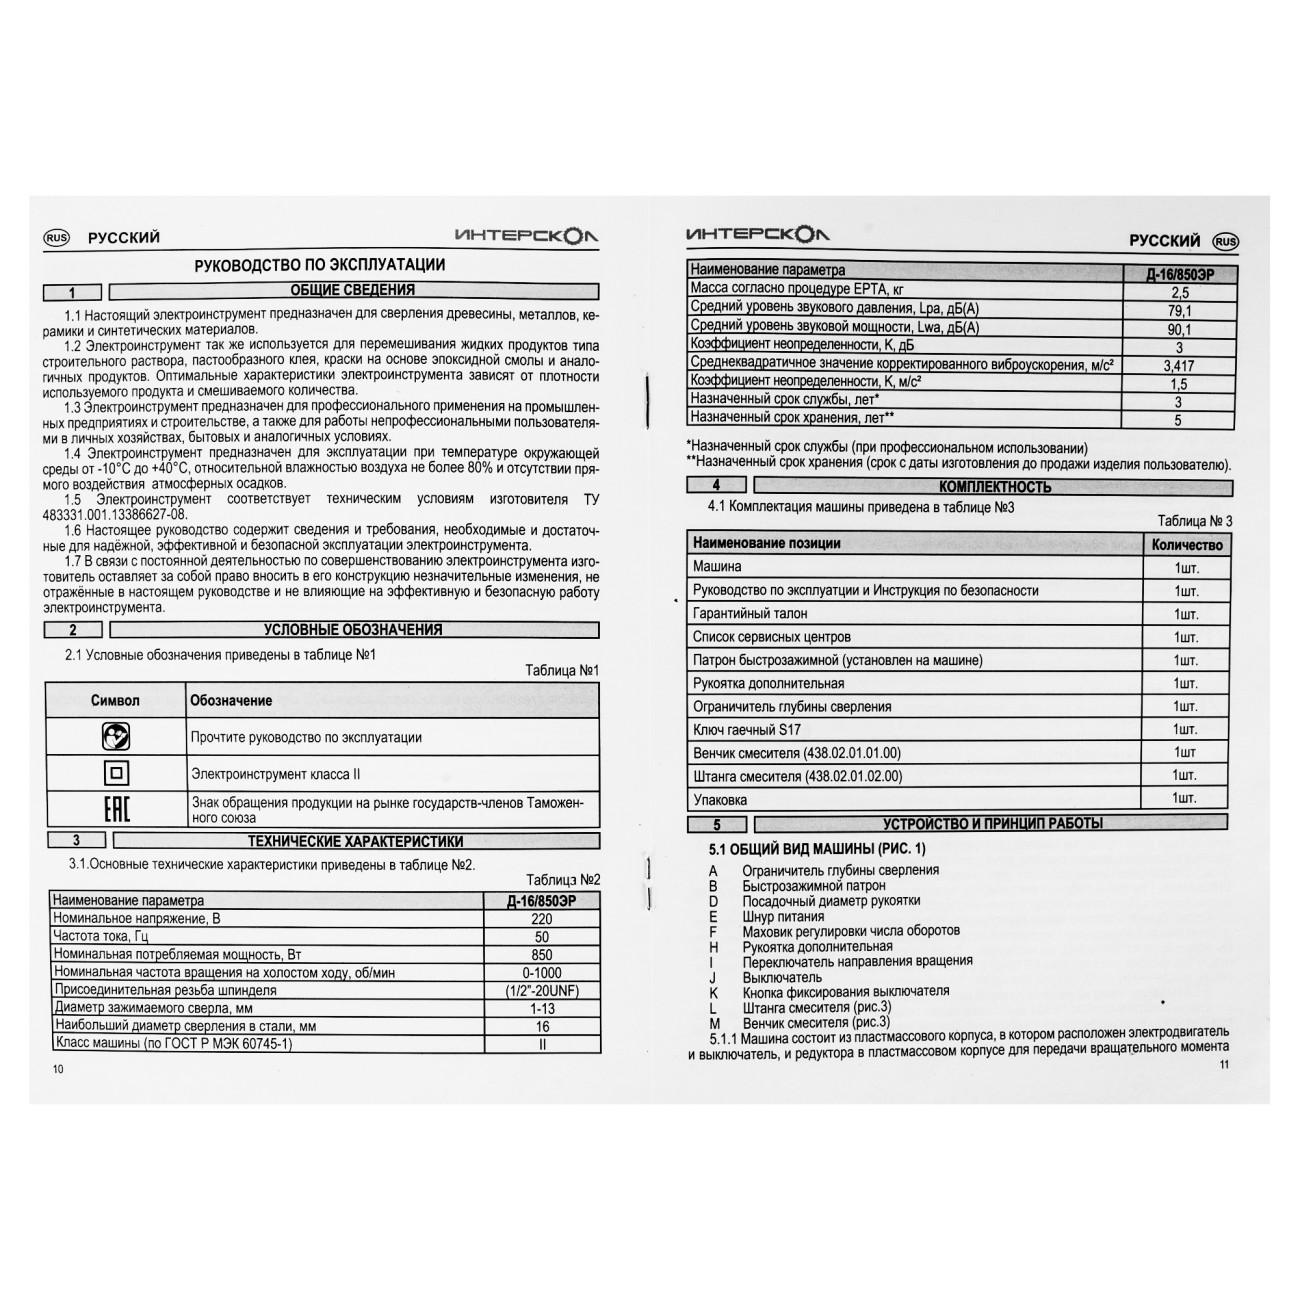 RUS РУССКИЙ ИНТЕРСКОЛ
РУКОВОДСТВО ПО ЭКСПЛУАТАЦИИ
1 ОБЩИЕ СВЕДЕНИЯ
1.1 Настоящий электроинструмент предназначен для сверления древесины, металлов, ке-
рамики и синтетических материалов.
1.2 Электроинструмент так же используется для перемешивания жидких продуктов типа
строительного раствора, пастообразного клея, краски на основе эпоксидной смолы и анало-
гичных продуктов. Оптимальные характеристики электроинструмента зависят от плотности
используемого продукта и смешиваемого количества.
1.3 Электроинструмент предназначен для профессионального применения на промышлен-
ных предприятиях и строительстве, а также для работы непрофессиональными пользователя-
ми в личных хозяйствах, бытовых и аналогичных условиях.
1.4 Электроинструмент предназначен для эксплуатации при температуре окружающей
среды от -10°С до +40°С, относительной влажностью воздуха не более 80% и отсутствии пря-
мого воздействия атмосферных осадков.
1.5 Электроинструмент соответствует техническим условиям изготовителя ТУ
483331.001.13386627-08.
1.6 Настоящее руководство содержит сведения и требования, необходимые и достаточ-
ные для надёжной, эффективной и безопасной эксплуатации электроинструмента.
1.7 В связи с постоянной деятельностью по совершенствованию электроинструмента изго-
товитель оставляет за собой право вносить в его конструкцию незначительные изменения, не
отражённые в настоящем руководстве и не влияющие на эффективную и безопасную работу
электроинструмента.
2 УСЛОВНЫЕ ОБОЗНАЧЕНИЯ
2.1 Условные обозначения приведены в таблице №1
Таблица №1
Символ Обозначение
Прочтите руководство по эксплуатации
Электроинструмент класса II
EAC Знак обращения продукции на рынке государств-членов Таможен-
ного союза
3 ТЕХНИЧЕСКИЕ ХАРАКТЕРИСТИКИ
3.1.Основные технические характеристики приведены в таблице №2.
Таблица №2
Наименование параметра Д-16/850ЭР
Номинальное напряжение, В 220
Частота тока, Гц 50
Номинальная потребляемая мощность, Вт 850
Номинальная частота вращения на холостом ходу, об/мин 0-1000
Присоединительная резьба шпинделя (1/2"-20UNF)
Диаметр зажимаемого сверла, мм 1-13
Наибольший диаметр сверления в стали, мм 16
Класс машины (по ГОСТ Р МЭК 60745-1) II
10
ИНТЕРСКОЛ РУССКИЙ RUS
Наименование параметра Д-16/850ЭР
Масса согласно процедуре EPTA, кг 2,5
Средний уровень звукового давления, Lpa, дБ(А) 79,1
Средний уровень звуковой мощности, Lwa, дБ(А) 90,1
Коэффициент неопределенности, K, дБ 3
Среднеквадратичное значение корректированного виброускорения, м/с² 3,417
Коэффициент неопределенности, K, м/с² 1,5
Назначенный срок службы, лет* 3
Назначенный срок хранения, лет** 5
*Назначенный срок службы (при профессиональном использовании)
**Назначенный срок хранения (срок с даты изготовления до продажи изделия пользователю).
4 КОМПЛЕКТНОСТЬ
4.1 Комплектация машины приведена в таблице №3
Таблица № 3
Наименование позиции Количество
Машина 1шт.
Руководство по эксплуатции и Инструкция по безопасности 1шт.
Гарантийный талон 1шт.
Список сервисных центров 1шт.
Патрон быстрозажимной (установлен на машине) 1шт.
Рукоятка дополнительная 1шт.
Ограничитель глубины сверления 1шт.
Ключ гаечный S17 1шт.
Венчик смесителя (438.02.01.01.00) 1шт
Штанга смесителя (438.02.01.02.00) 1шт.
Упаковка 1шт.
5 УСТРОЙСТВО И ПРИНЦИП РАБОТЫ
5.1 ОБЩИЙ ВИД МАШИНЫ (РИС. 1)
A Ограничитель глубины сверления
B Быстрозажимной патрон
D Посадочный диаметр рукоятки
E Шнур питания
F Маховик регулировки числа оборотов
H Рукоятка дополнительная
I Переключатель направления вращения
J Выключатель
K Кнопка фиксирования выключателя
L Штанга смесителя (рис.3)
M Венчик смесителя (рис.3)
5.1.1 Машина состоит из пластмассового корпуса, в котором расположен электродвигатель
и выключатель, и редуктора в пластмассовом корпусе для передачи вращательного момента
11